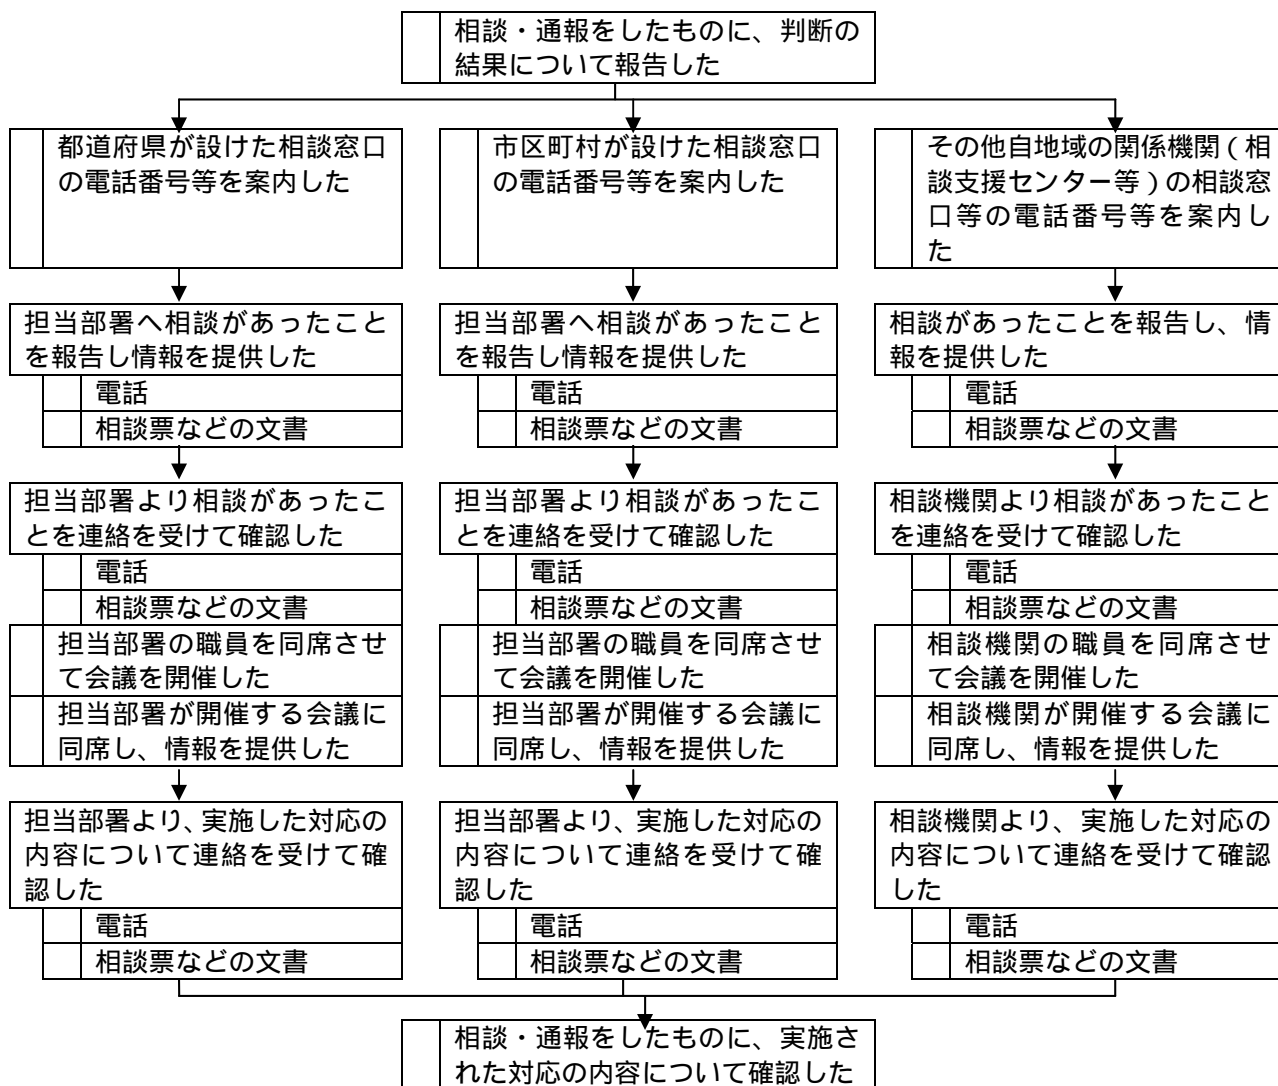 相談・通報をしたものに、判断の
結果について報告した
都道府県が設けた相談窓口
の電話番号等を案内した
市区町村が設けた相談窓口
の電話番号等を案内した
その他自地域の関係機関(相
談支援センター等)の相談窓
口等の電話番号等を案内し
た
担当部署へ相談があったこと
を報告し情報を提供した
電話
相談票などの文書
担当部署へ相談があったこと
を報告し情報を提供した
電話
相談票などの文書
相談があったことを報告し、情
報を提供した
電話
相談票などの文書
担当部署より相談があったこ
とを連絡を受けて確認した
電話
相談票などの文書
担当部署の職員を同席させ
て会議を開催した
担当部署が開催する会議に
同席し、情報を提供した
担当部署より相談があったこ
とを連絡を受けて確認した
電話
相談票などの文書
担当部署の職員を同席させ
て会議を開催した
担当部署が開催する会議に
同席し、情報を提供した
相談機関より相談があったこと
を連絡を受けて確認した
電話
相談票などの文書
相談機関の職員を同席させ
て会議を開催した
相談機関が開催する会議に
同席し、情報を提供した
担当部署より、実施した対応の
内容について連絡を受けて確
認した
電話
相談票などの文書
担当部署より、実施した対応の
内容について連絡を受けて確
認した
電話
相談票などの文書
相談機関より、実施した対応の
内容について連絡を受けて確認
した
電話
相談票などの文書
相談・通報をしたものに、実施さ
れた対応の内容について確認した